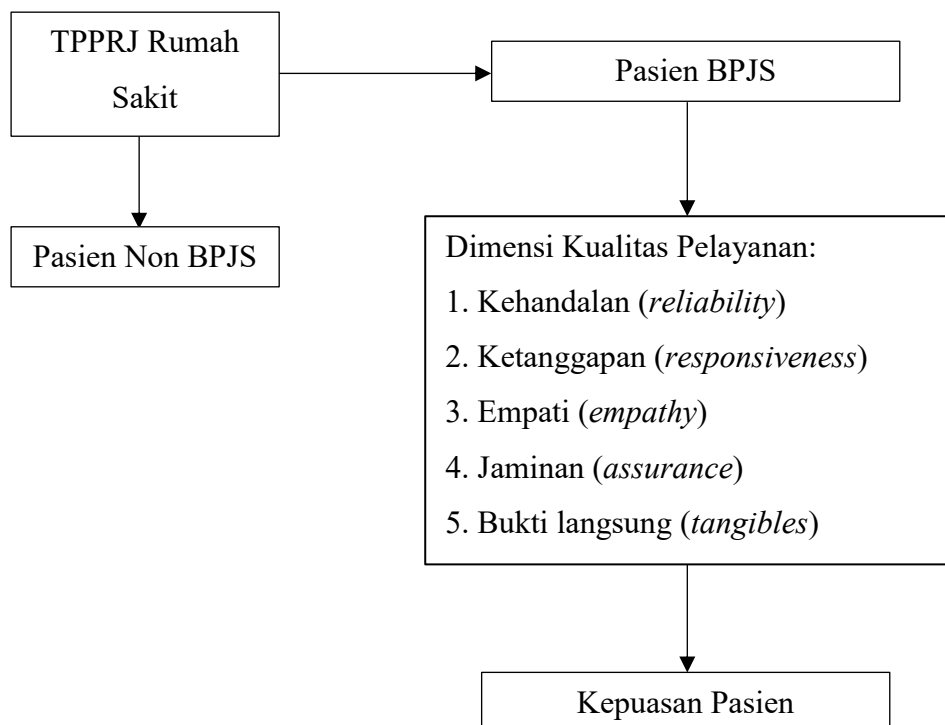 TPPRJ Rumah
Sakit
Pasien BPJS
Pasien Non BPJS
Dimensi Kualitas Pelayanan:
1. Kehandalan (reliability)
2. Ketanggapan (responsiveness)
3. Empati (empathy)
4. Jaminan (assurance)
5. Bukti langsung (tangibles)
Kepuasan Pasien